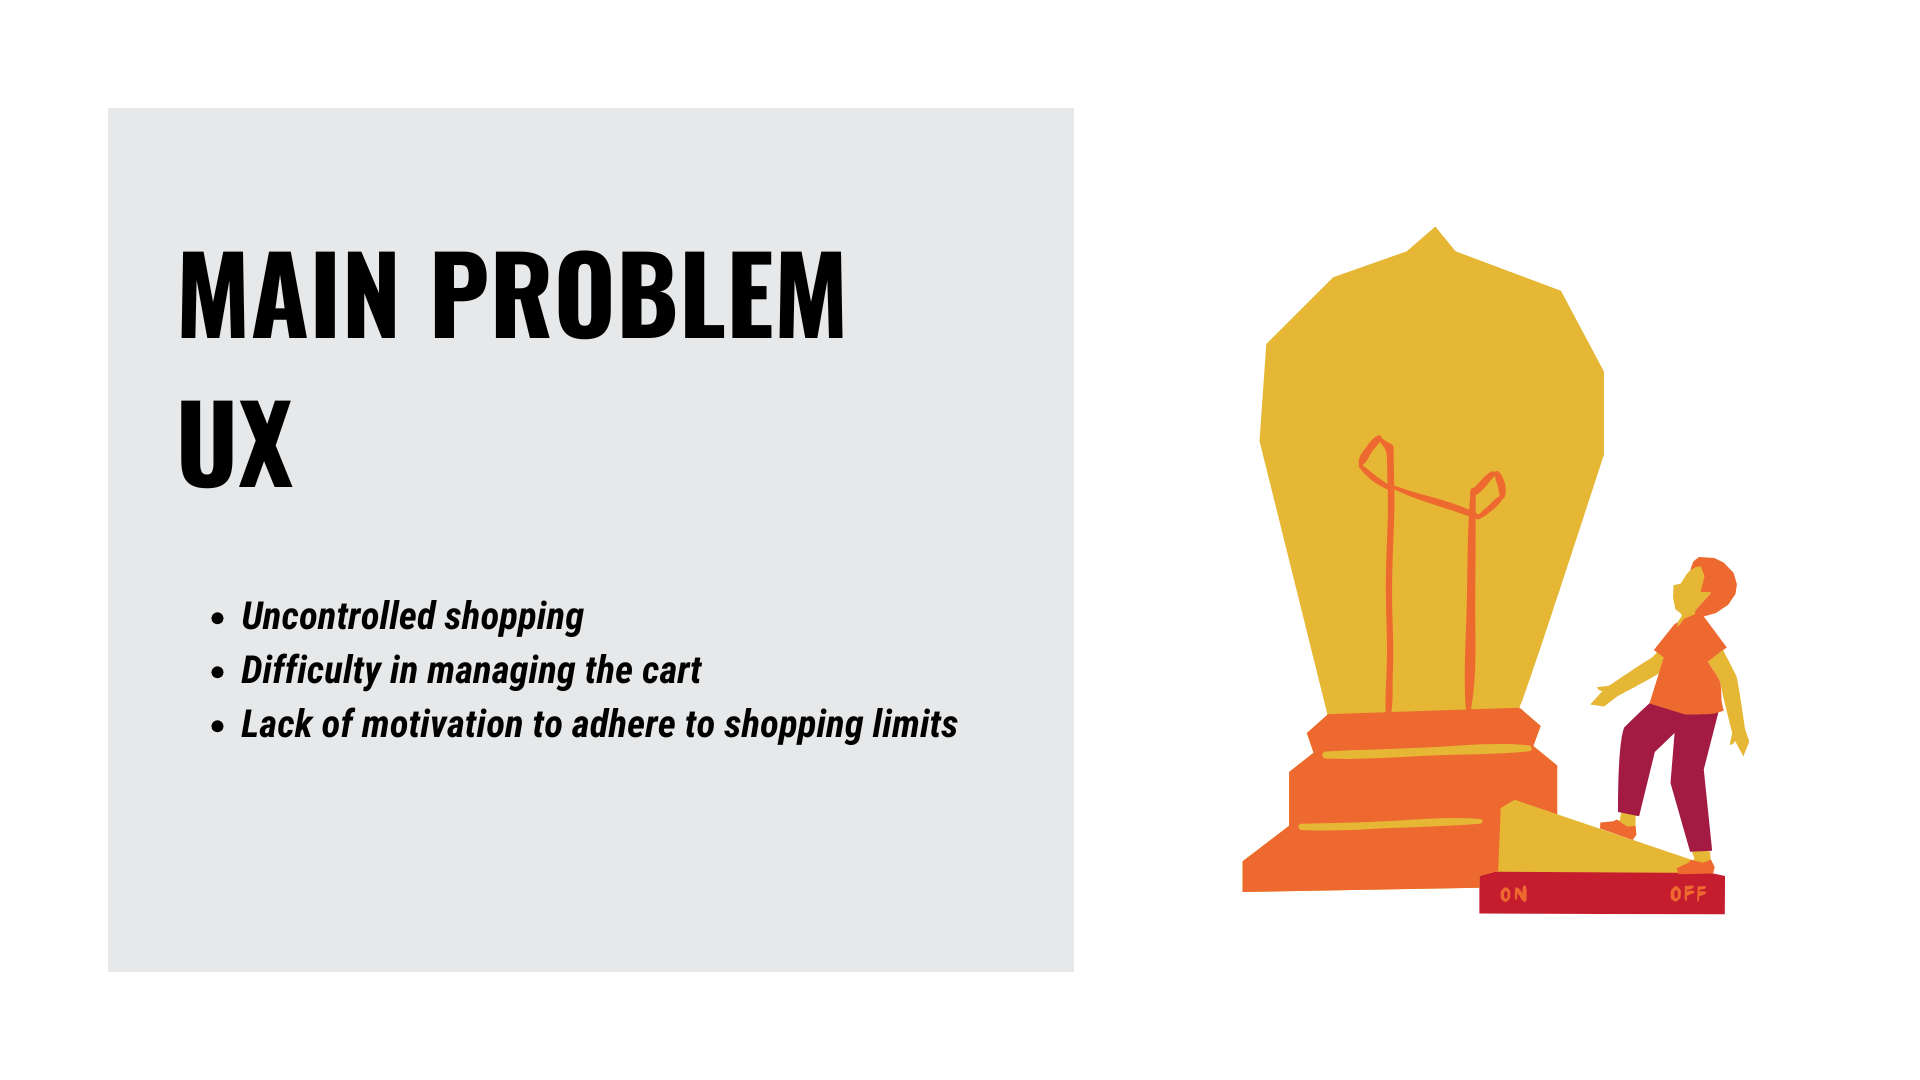 MAIN PROBLEM
UX
• Uncontrolled shopping
• Difficulty in managing the cart
• Lack of motivation to adhere to shopping limits
ON OFF